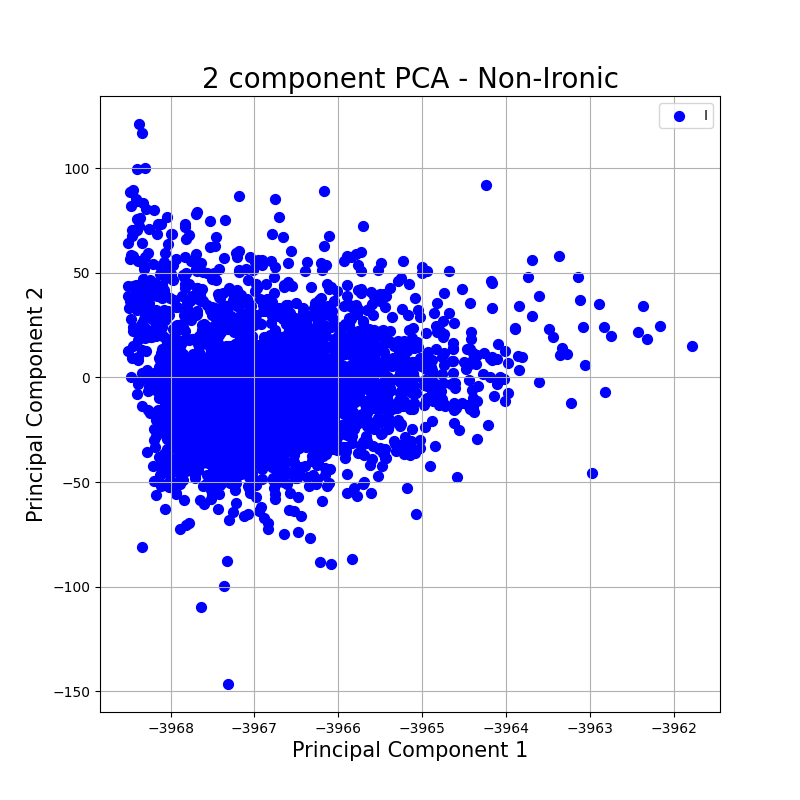 2 component PCA - Non-Ironic
I
100
50
0
−50
−100
−150
Principal Component 2
−3968 −3967 −3966 −3965 −3964 −3963 −3962
Principal Component 1